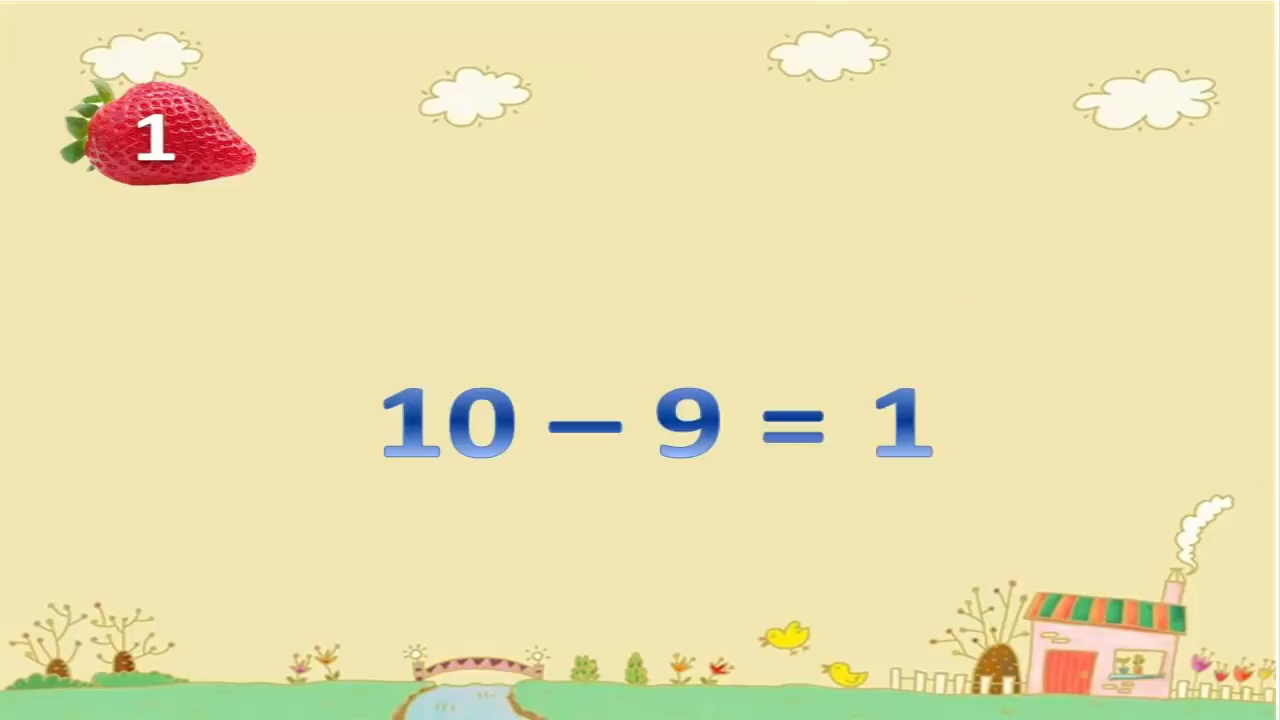 1
10 – 9 = 1